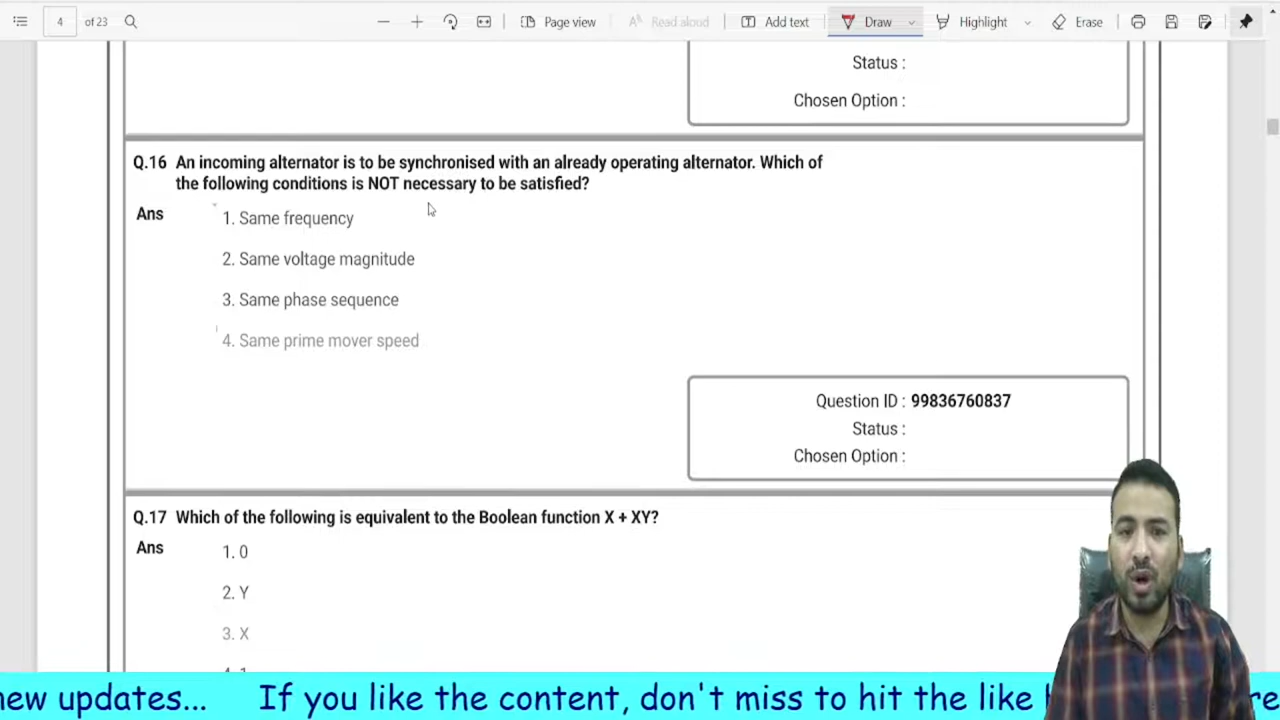 4 of 23
Page view
Read aloud
Add text
Draw
Highlight
Erase
Status :
Chosen Option :
Q.16 An incoming alternator is to be synchronised with an already operating alternator. Which of
the following conditions is NOT necessary to be satisfied?
Ans
1. Same frequency
2. Same voltage magnitude
3. Same phase sequence
4. Same prime mover speed
Question ID : 99836760837
Status :
Chosen Option :
Q.17 Which of the following is equivalent to the Boolean function X + XY?
Ans
1. 0
2. Y
3. X
new updates... If you like the content, don't miss to hit the like